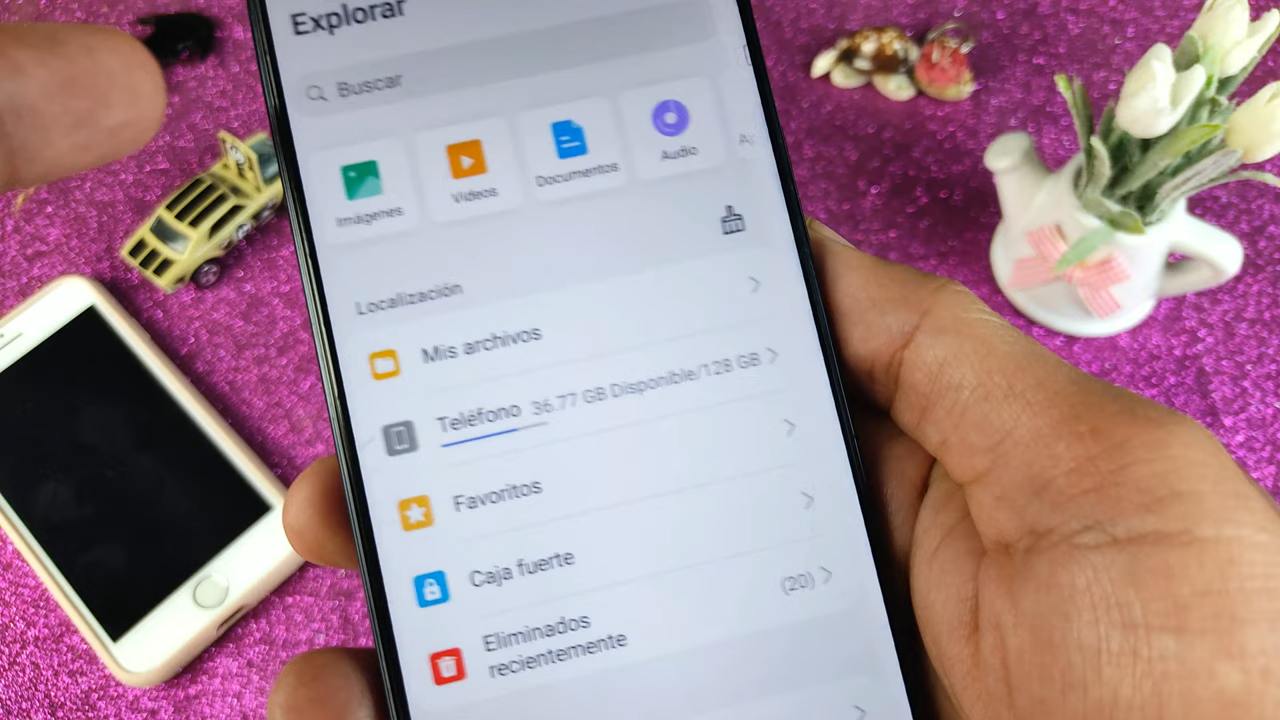 Explorar
Buscar
Imágenes
Videos
Documentos
Audio
Localización
Mis archivos
Teléfono 36.77 GB Disponible/128 GB
Favoritos
Caja fuerte
Eliminados
recientemente
(20)